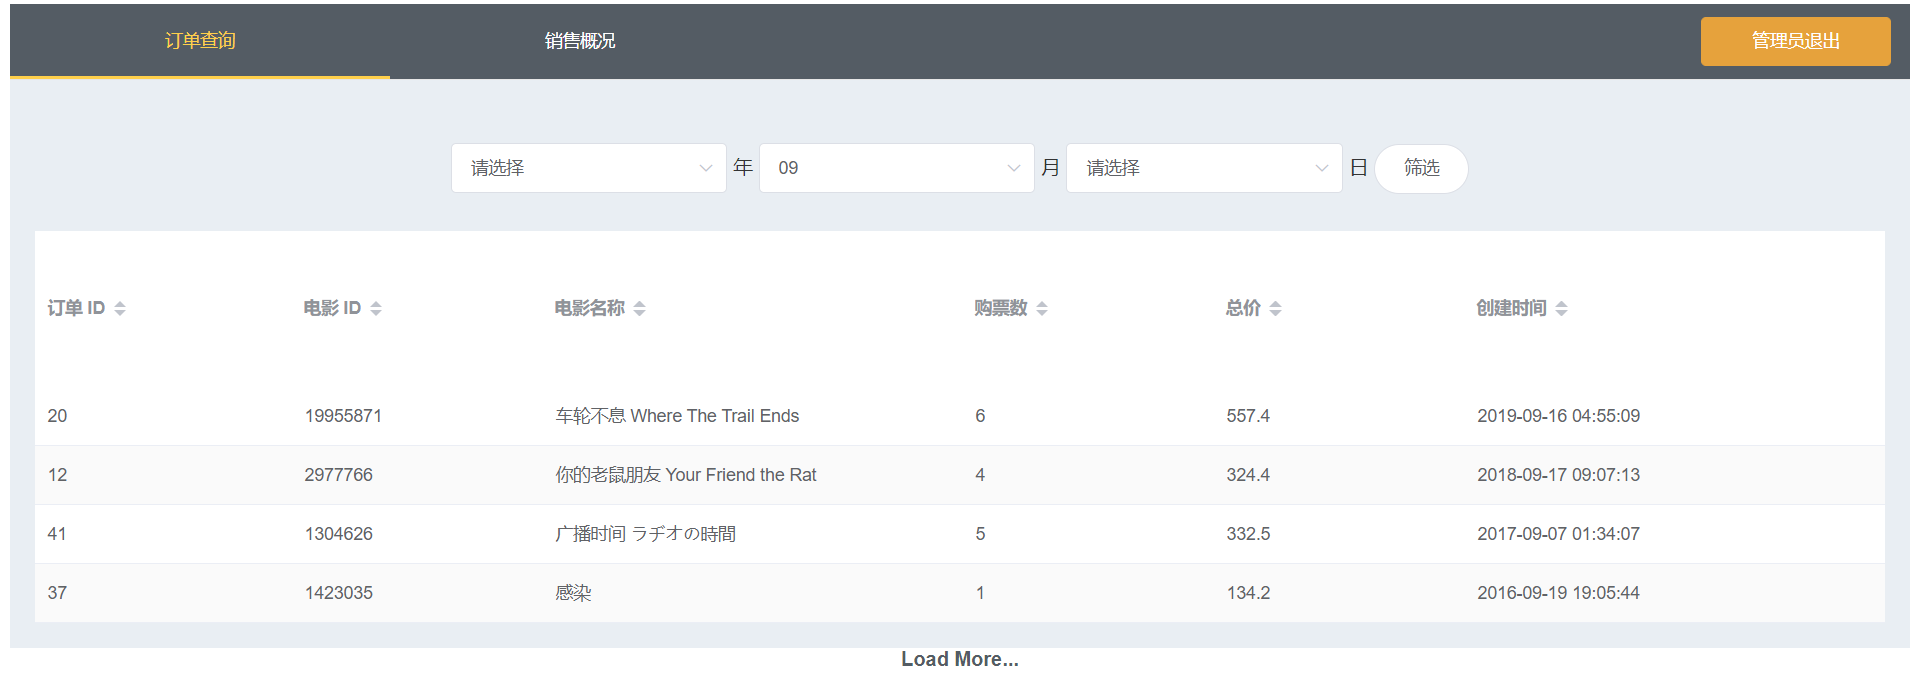 订单查询 销售概况 管理员退出
请选择 年 09 月 请选择 日 筛选
订单 ID 电影 ID 电影名称 购票数 总价 创建时间
20 19955871 车轮不息 Where The Trail Ends 6 557.4 2019-09-16 04:55:09
12 2977766 你的老鼠朋友 Your Friend the Rat 4 324.4 2018-09-17 09:07:13
41 1304626 广播时间 ラヂオの時間 5 332.5 2017-09-07 01:34:07
37 1423035 感染 1 134.2 2016-09-19 19:05:44
Load More...